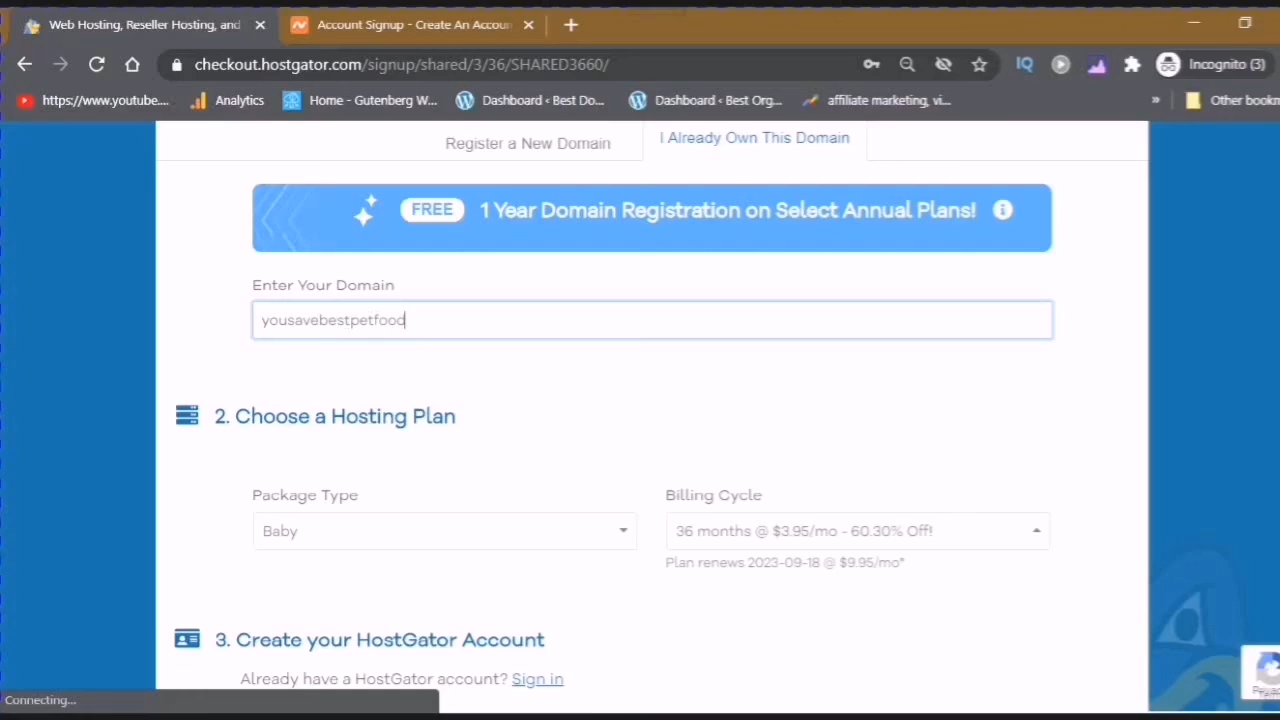 Web Hosting, Reseller Hosting, and
Account Signup - Create An Accoun
checkout.hostgator.com/signup/shared/3/36/SHARED3660/
IQ
Incognito (3)
https://www.youtube....
Analytics
Home - Gutenberg W...
Dashboard ‹ Best Do...
Dashboard ‹ Best Org...
affiliate marketing, vi...
»
Other bookm
Register a New Domain
I Already Own This Domain
FREE 1 Year Domain Registration on Select Annual Plans!
Enter Your Domain
yousavebestpetfood
2. Choose a Hosting Plan
Package Type
Billing Cycle
Baby
36 months @ $3.95/mo - 60.30% Off!
Plan renews 2023-09-18 @ $9.95/mo*
3. Create your HostGator Account
Already have a HostGator account? Sign in
Connecting...